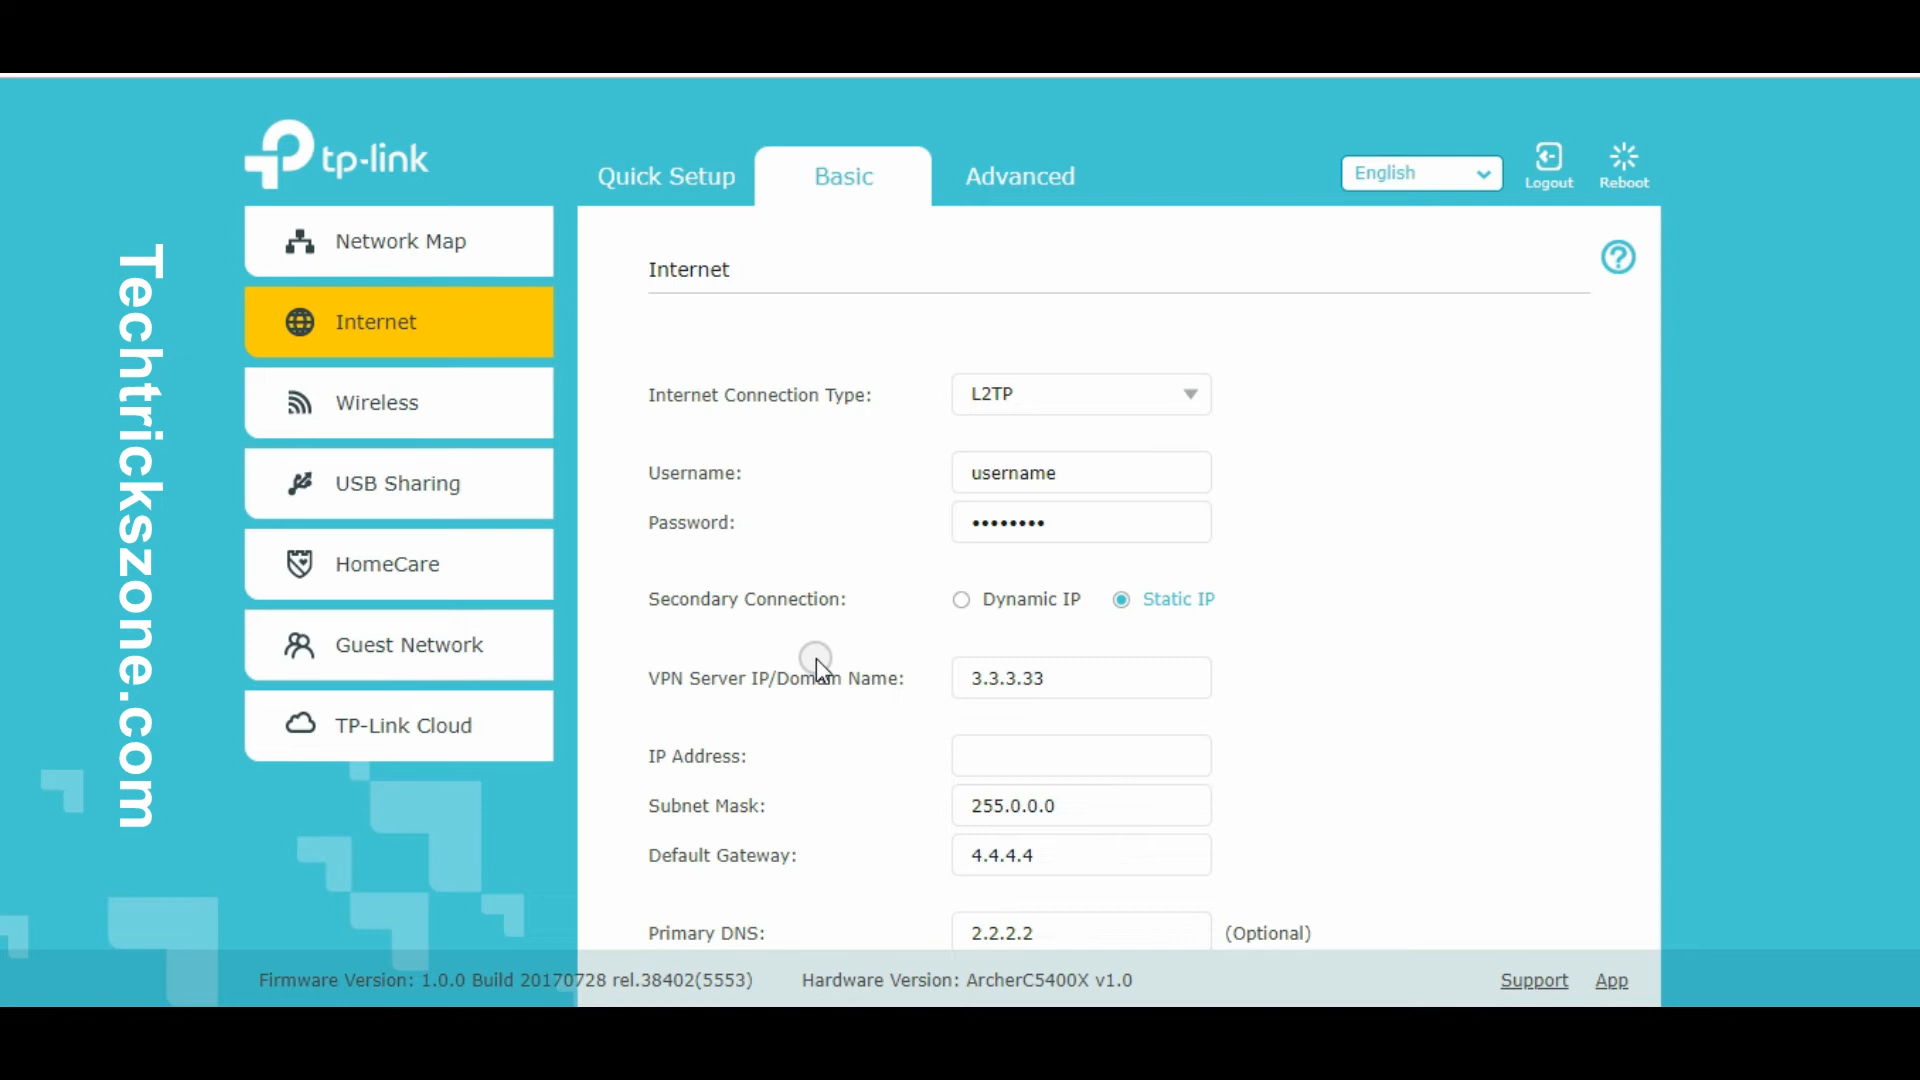 tp-link
Quick Setup
Basic
Advanced
English
Logout
Reboot
Techtrickszone.com
Network Map
Internet
Wireless
USB Sharing
HomeCare
Guest Network
TP-Link Cloud
Internet
Internet Connection Type: L2TP
Username: username
Password: ••••••••
Secondary Connection: Dynamic IP Static IP
VPN Server IP/Domain Name: 3.3.3.33
IP Address:
Subnet Mask: 255.0.0.0
Default Gateway: 4.4.4.4
Primary DNS: 2.2.2.2 (Optional)
Firmware Version: 1.0.0 Build 20170728 rel.38402(5553) Hardware Version: ArcherC5400X v1.0 Support App